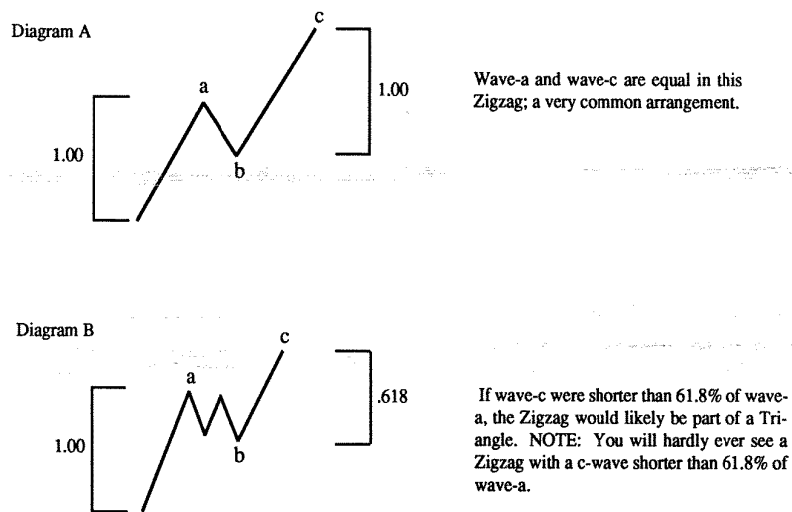 Diagram A
c
a
1.00
1.00
b
Wave-a and wave-c are equal in this
Zigzag; a very common arrangement.
Diagram B
c
a
.618
1.00
b
If wave-c were shorter than 61.8% of wave-
a, the Zigzag would likely be part of a Tri-
angle. NOTE: You will hardly ever see a
Zigzag with a c-wave shorter than 61.8% of
wave-a.